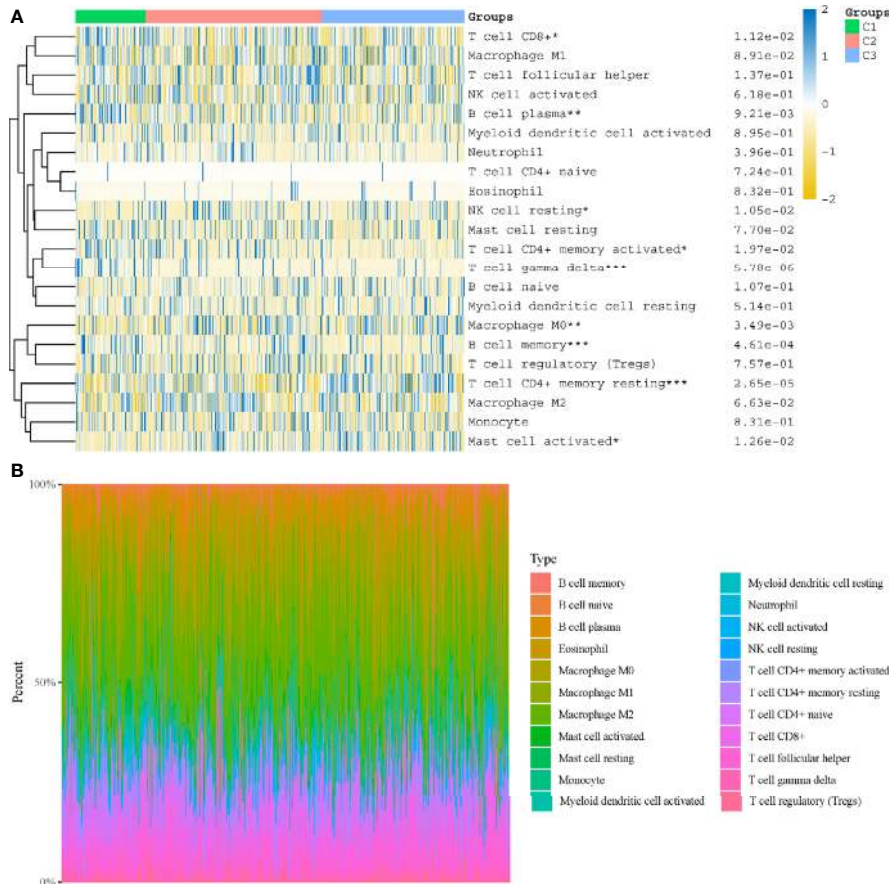 A
Groups
T cell CD8+* 1.12e-02
Macrophage M1 8.91e-02
T cell follicular helper 1.37e-01
NK cell activated 6.18e-01
B cell plasma** 9.21e-03
Myeloid dendritic cell activated 8.95e-01
Neutrophil 3.96e-01
T cell CD4+ naive 7.24e-01
Eosinophil 8.32e-01
NK cell resting* 1.05e-02
Mast cell resting 7.70e-02
T cell CD4+ memory activated* 1.97e-02
T cell gamma delta*** 5.78e-06
B cell naive 1.07e-01
Myeloid dendritic cell resting 5.14e-01
Macrophage M0** 3.49e-03
B cell memory*** 4.61e-04
T cell regulatory (Tregs) 7.57e-01
T cell CD4+ memory resting*** 2.65e-05
Macrophage M2 6.63e-02
Monocyte 8.31e-01
Mast cell activated* 1.26e-02
2
1
0
−1
−2
Groups
C1
C2
C3
B
100%
50%
0%
Percent
Type
B cell memory
B cell naive
B cell plasma
Eosinophil
Macrophage M0
Macrophage M1
Macrophage M2
Mast cell activated
Mast cell resting
Monocyte
Myeloid dendritic cell activated
Myeloid dendritic cell resting
Neutrophil
NK cell activated
NK cell resting
T cell CD4+ memory activated
T cell CD4+ memory resting
T cell CD4+ naive
T cell CD8+
T cell follicular helper
T cell gamma delta
T cell regulatory (Tregs)